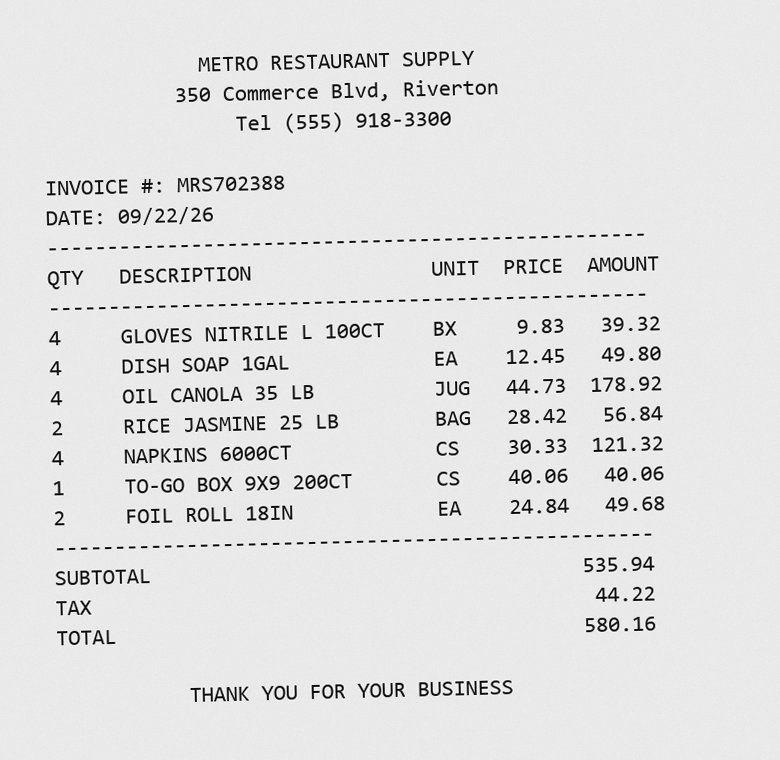 METRO RESTAURANT SUPPLY
350 Commerce Blvd, Riverton
Tel (555) 918-3300
INVOICE #: MRS702388
DATE: 09/22/26
--------------------------------------------------
QTY   DESCRIPTION               UNIT  PRICE  AMOUNT
--------------------------------------------------
4     GLOVES NITRILE L 100CT    BX     9.83   39.32
4     DISH SOAP 1GAL            EA    12.45   49.80
4     OIL CANOLA 35 LB          JUG   44.73  178.92
2     RICE JASMINE 25 LB        BAG   28.42   56.84
4     NAPKINS 6000CT            CS    30.33  121.32
1     TO-GO BOX 9X9 200CT       CS    40.06   40.06
2     FOIL ROLL 18IN            EA    24.84   49.68
--------------------------------------------------
SUBTOTAL                                    535.94
TAX                                          44.22
TOTAL                                       580.16
THANK YOU FOR YOUR BUSINESS